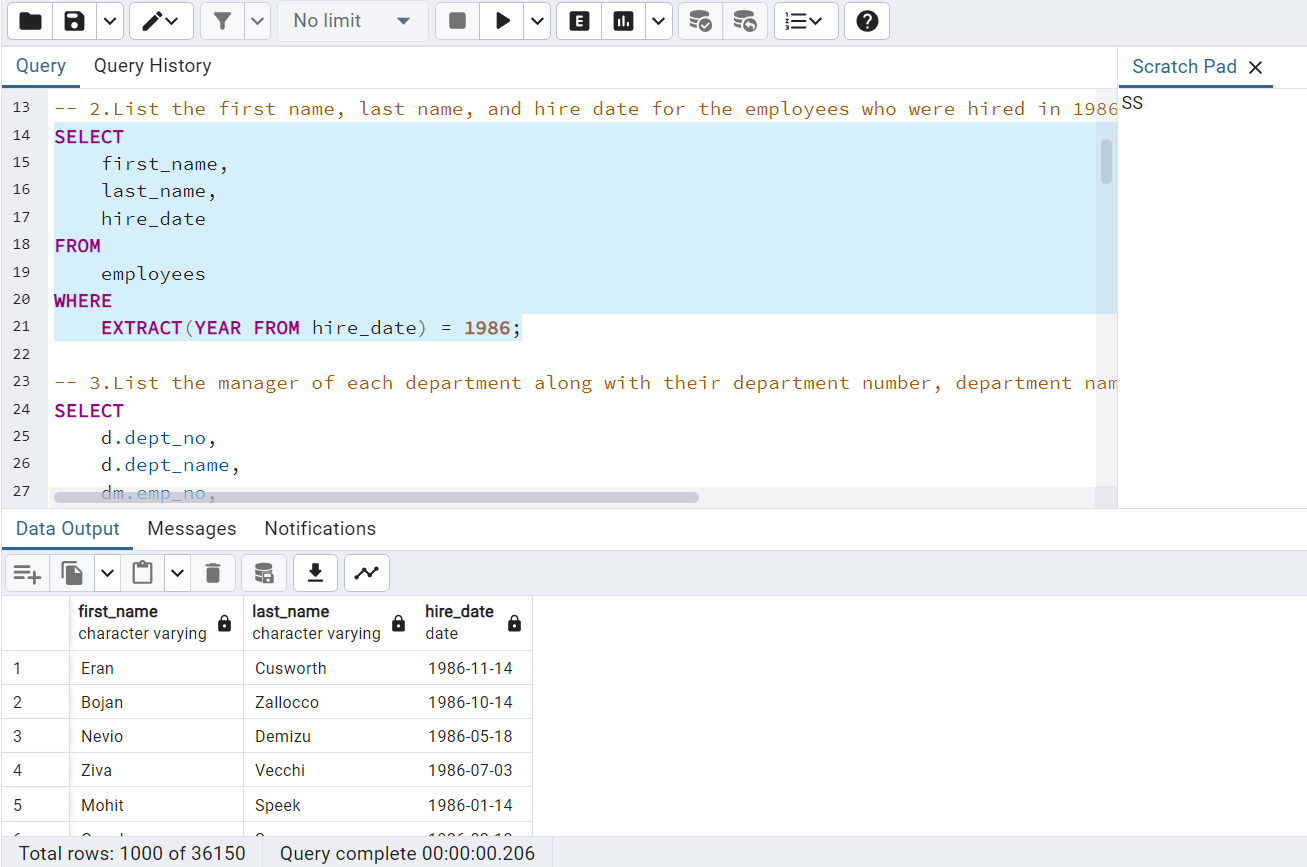 No limit
E
Query
Query History
Scratch Pad
SS
13 -- 2.List the first name, last name, and hire date for the employees who were hired in 1986
14 SELECT
15 first_name,
16 last_name,
17 hire_date
18 FROM
19 employees
20 WHERE
21 EXTRACT(YEAR FROM hire_date) = 1986;
22
23 -- 3.List the manager of each department along with their department number, department nam
24 SELECT
25 d.dept_no,
26 d.dept_name,
27 dm.emp_no,
Data Output Messages Notifications
first_name last_name hire_date
character varying character varying date
1 Eran Cusworth 1986-11-14
2 Bojan Zallocco 1986-10-14
3 Nevio Demizu 1986-05-18
4 Ziva Vecchi 1986-07-03
5 Mohit Speek 1986-01-14
Total rows: 1000 of 36150 Query complete 00:00:00.206